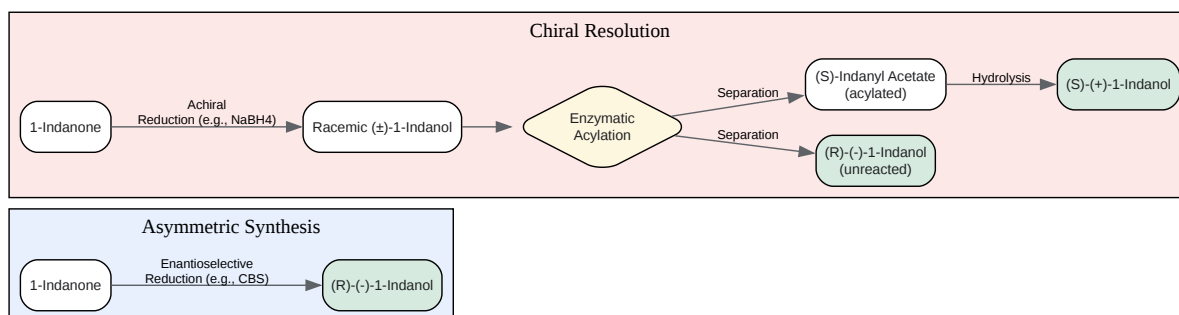 Chiral Resolution
1-Indanone
Achiral
Reduction (e.g., NaBH4)
Racemic (±)-1-Indanol
Enzymatic
Acylation
Separation
(S)-Indanyl Acetate
(acylated)
Hydrolysis
(S)-(+)-1-Indanol
Separation
(R)-(-)-1-Indanol
(unreacted)
Asymmetric Synthesis
1-Indanone
Enantioselective
Reduction (e.g., CBS)
(R)-(-)-1-Indanol